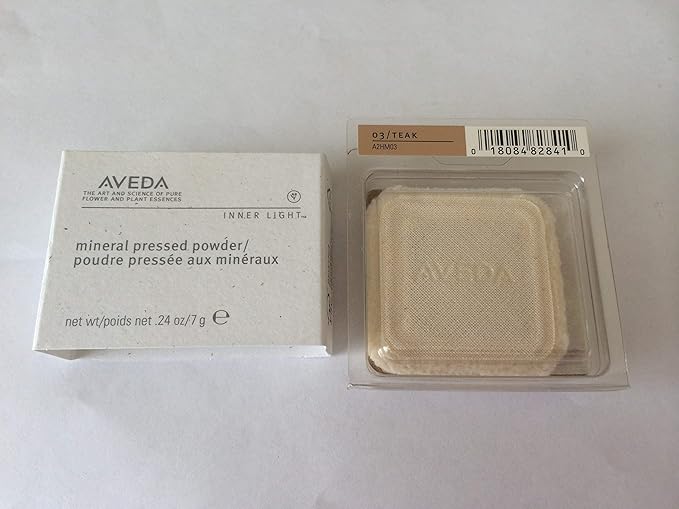 AVEDA
THE ART AND SCIENCE OF PURE
FLOWER AND PLANT ESSENCES
INNER LIGHT™
mineral pressed powder/
poudre pressée aux minéraux
net wt/poids net .24 oz/7 g ℮
03/TEAK
A2HM03
0 18084 82841 0
AVEDA